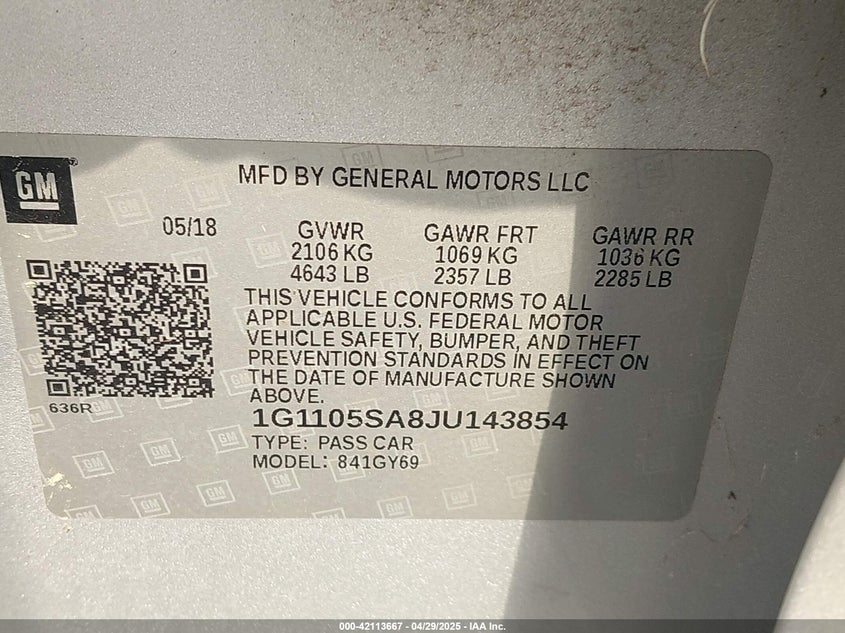 GM
MFD BY GENERAL MOTORS LLC
05/18
GVWR GAWR FRT GAWR RR
2106 KG 1069 KG 1036 KG
4643 LB 2357 LB 2285 LB
THIS VEHICLE CONFORMS TO ALL
APPLICABLE U.S. FEDERAL MOTOR
VEHICLE SAFETY, BUMPER, AND THEFT
PREVENTION STANDARDS IN EFFECT ON
THE DATE OF MANUFACTURE SHOWN
ABOVE.
636R
1G1105SA8JU143854
TYPE: PASS CAR
MODEL: 841GY69
000-42113667 - 04/29/2025 - IAA Inc.